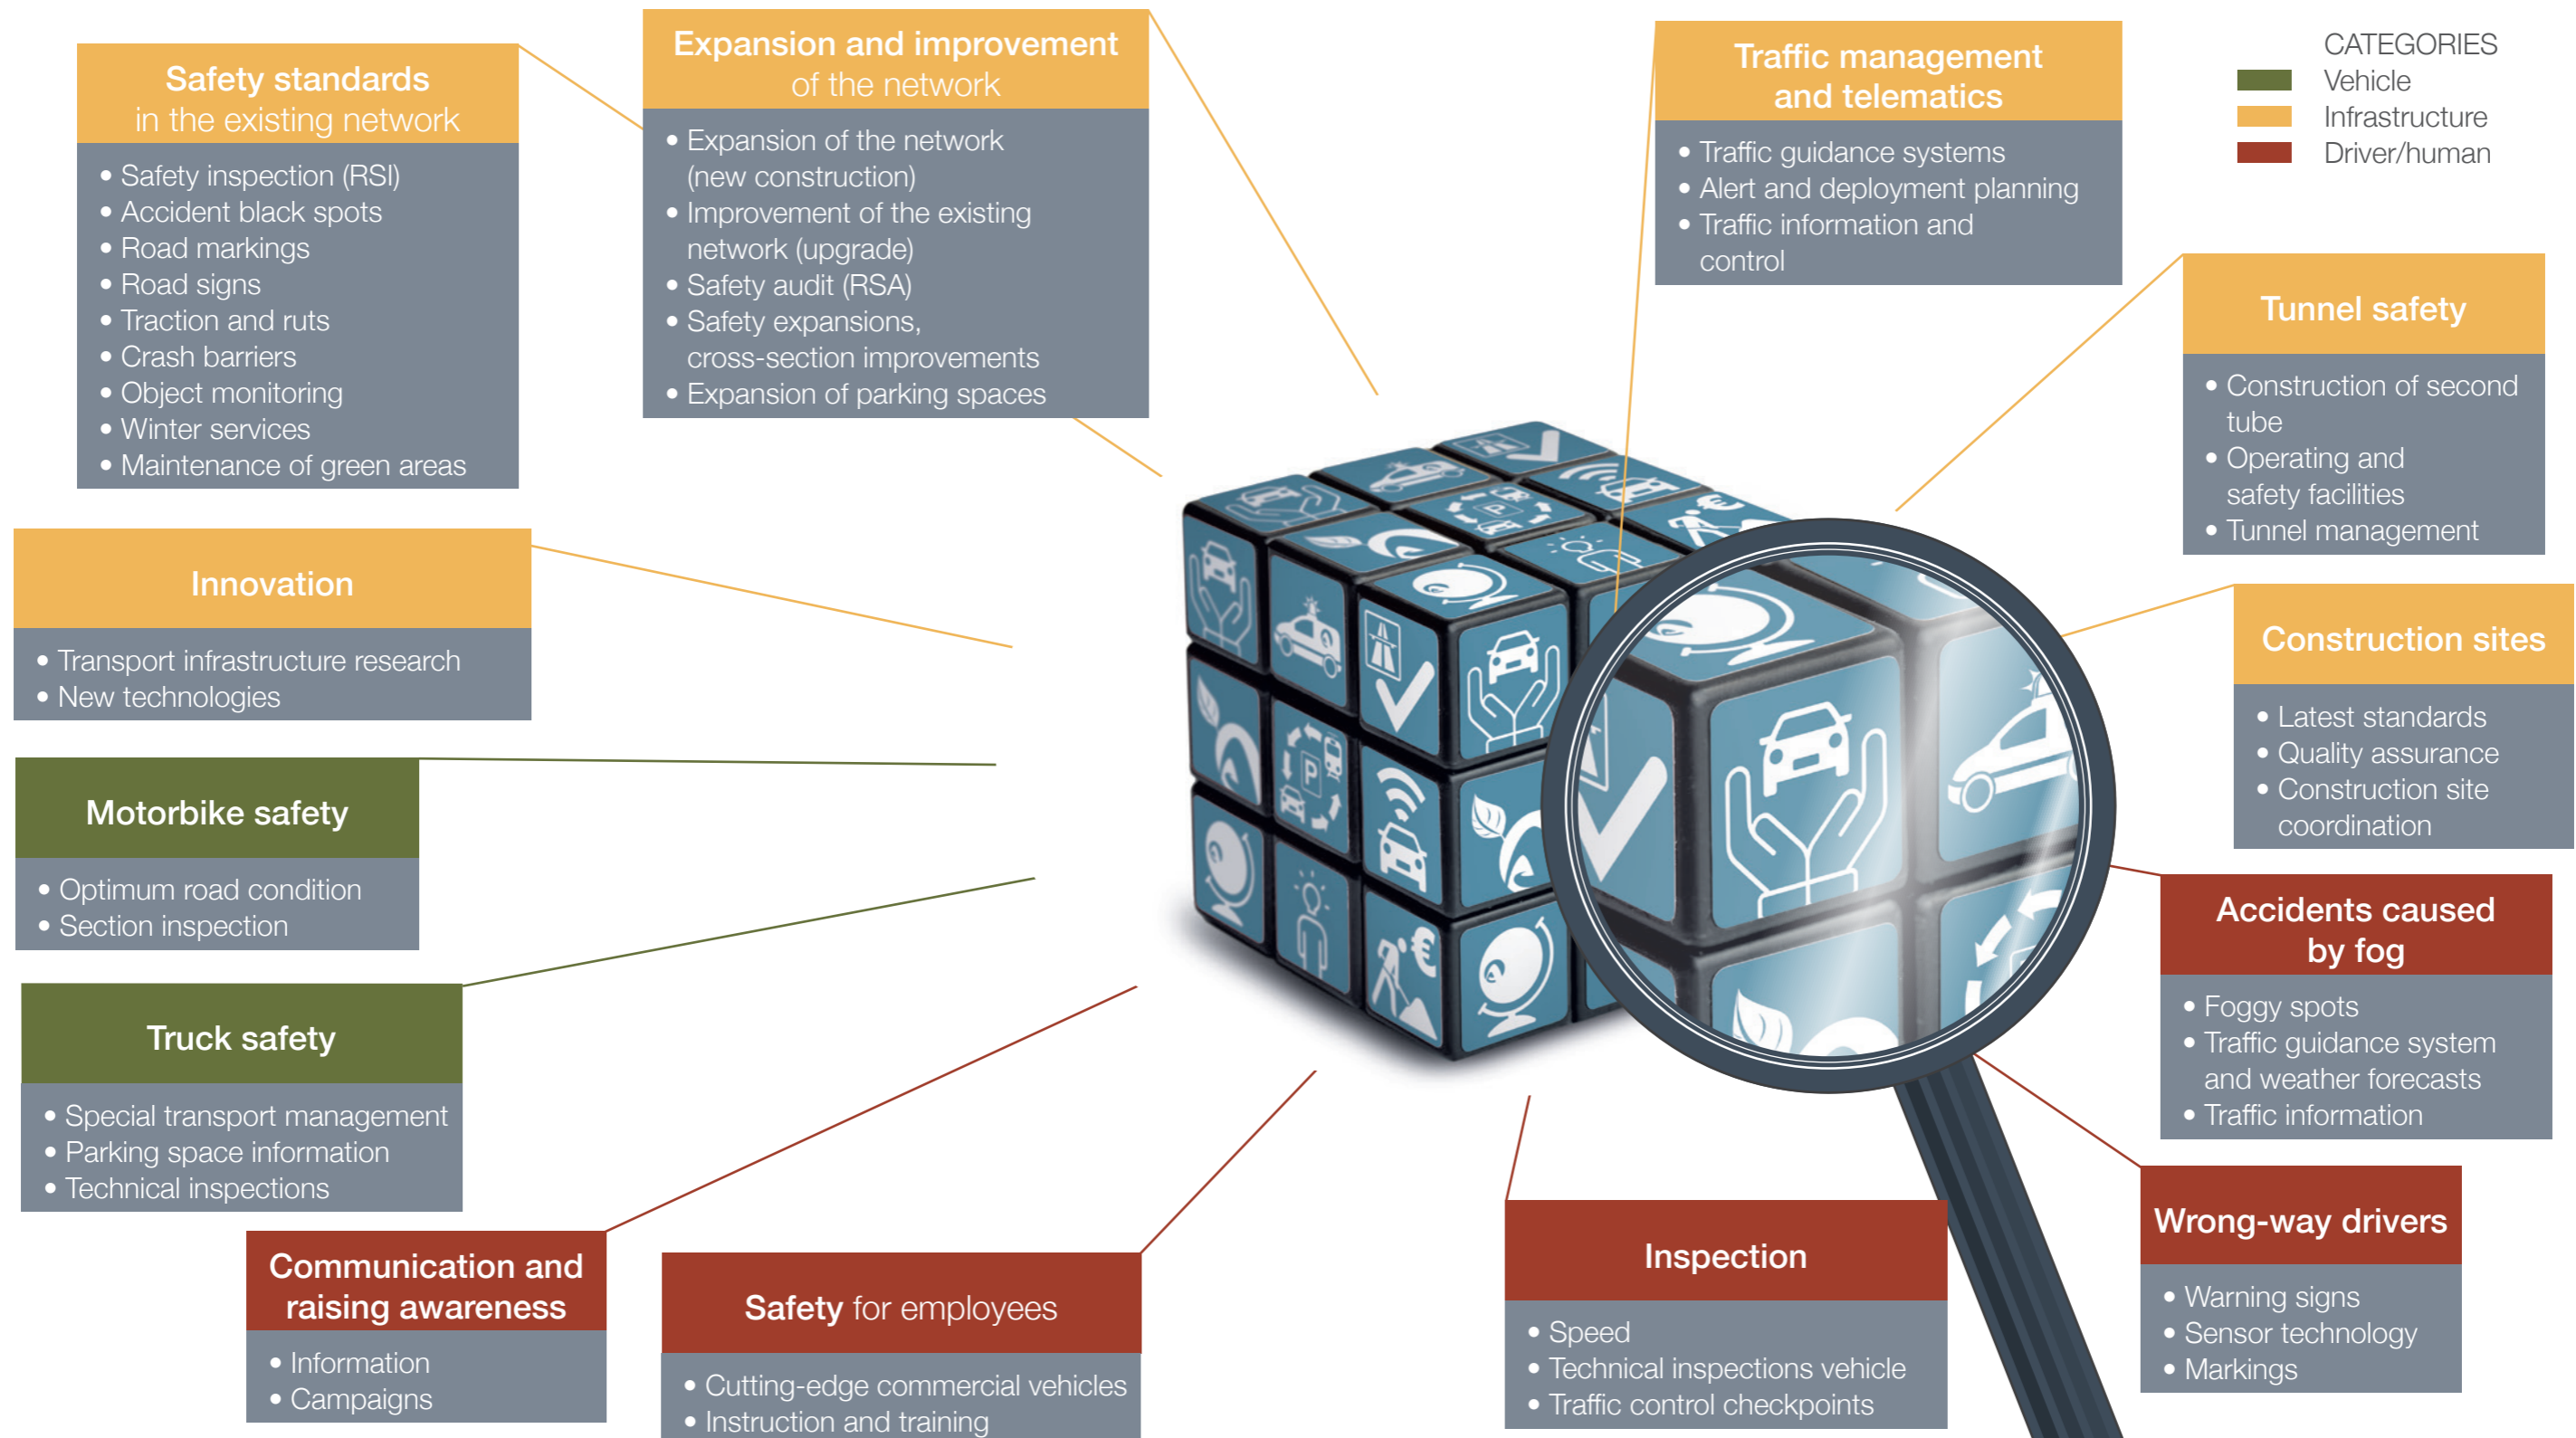 Safety standards
in the existing network
• Safety inspection (RSI)
• Accident black spots
• Road markings
• Road signs
• Traction and ruts
• Crash barriers
• Object monitoring
• Winter services
• Maintenance of green areas
Expansion and improvement
of the network
• Expansion of the network
(new construction)
• Improvement of the existing
network (upgrade)
• Safety audit (RSA)
• Safety expansions,
cross-section improvements
• Expansion of parking spaces
Traffic management
and telematics
• Traffic guidance systems
• Alert and deployment planning
• Traffic information and
control
CATEGORIES
Vehicle
Infrastructure
Driver/human
Tunnel safety
• Construction of second
tube
• Operating and
safety facilities
• Tunnel management
Innovation
• Transport infrastructure research
• New technologies
Construction sites
• Latest standards
• Quality assurance
• Construction site
coordination
Motorbike safety
• Optimum road condition
• Section inspection
P
P
€
€
Accidents caused
by fog
• Foggy spots
• Traffic guidance system
and weather forecasts
• Traffic information
Truck safety
• Special transport management
• Parking space information
• Technical inspections
Wrong-way drivers
• Warning signs
• Sensor technology
• Markings
Communication and
raising awareness
• Information
• Campaigns
Safety for employees
• Cutting-edge commercial vehicles
• Instruction and training
Inspection
• Speed
• Technical inspections vehicle
• Traffic control checkpoints